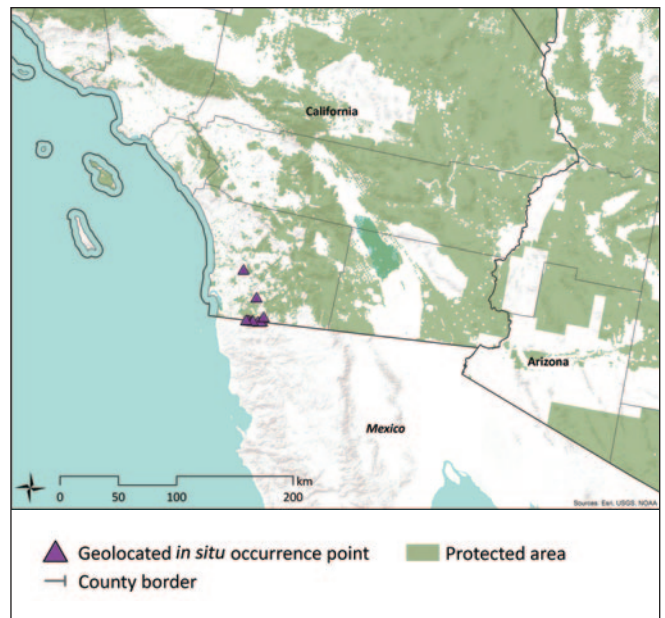 California
Arizona
Mexico
km
0 50 100 200
Sources: Esri, USGS, NOAA
Geolocated in situ occurrence point
Protected area
County border